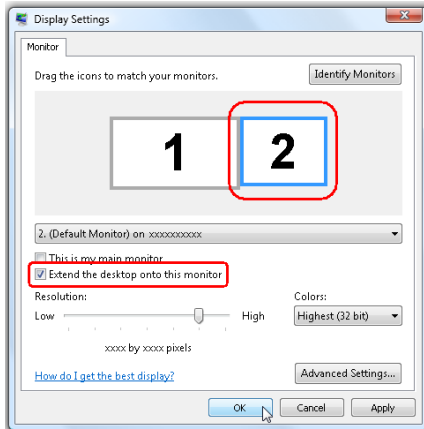 Display Settings
Monitor
Drag the icons to match your monitors.
Identify Monitors
1
2
2. (Default Monitor) on xxxxxxxxxx
This is my main monitor
Extend the desktop onto this monitor
Resolution:
Colors:
Low
High
Highest (32 bit)
xxxx by xxxx pixels
How do I get the best display?
Advanced Settings...
OK
Cancel
Apply